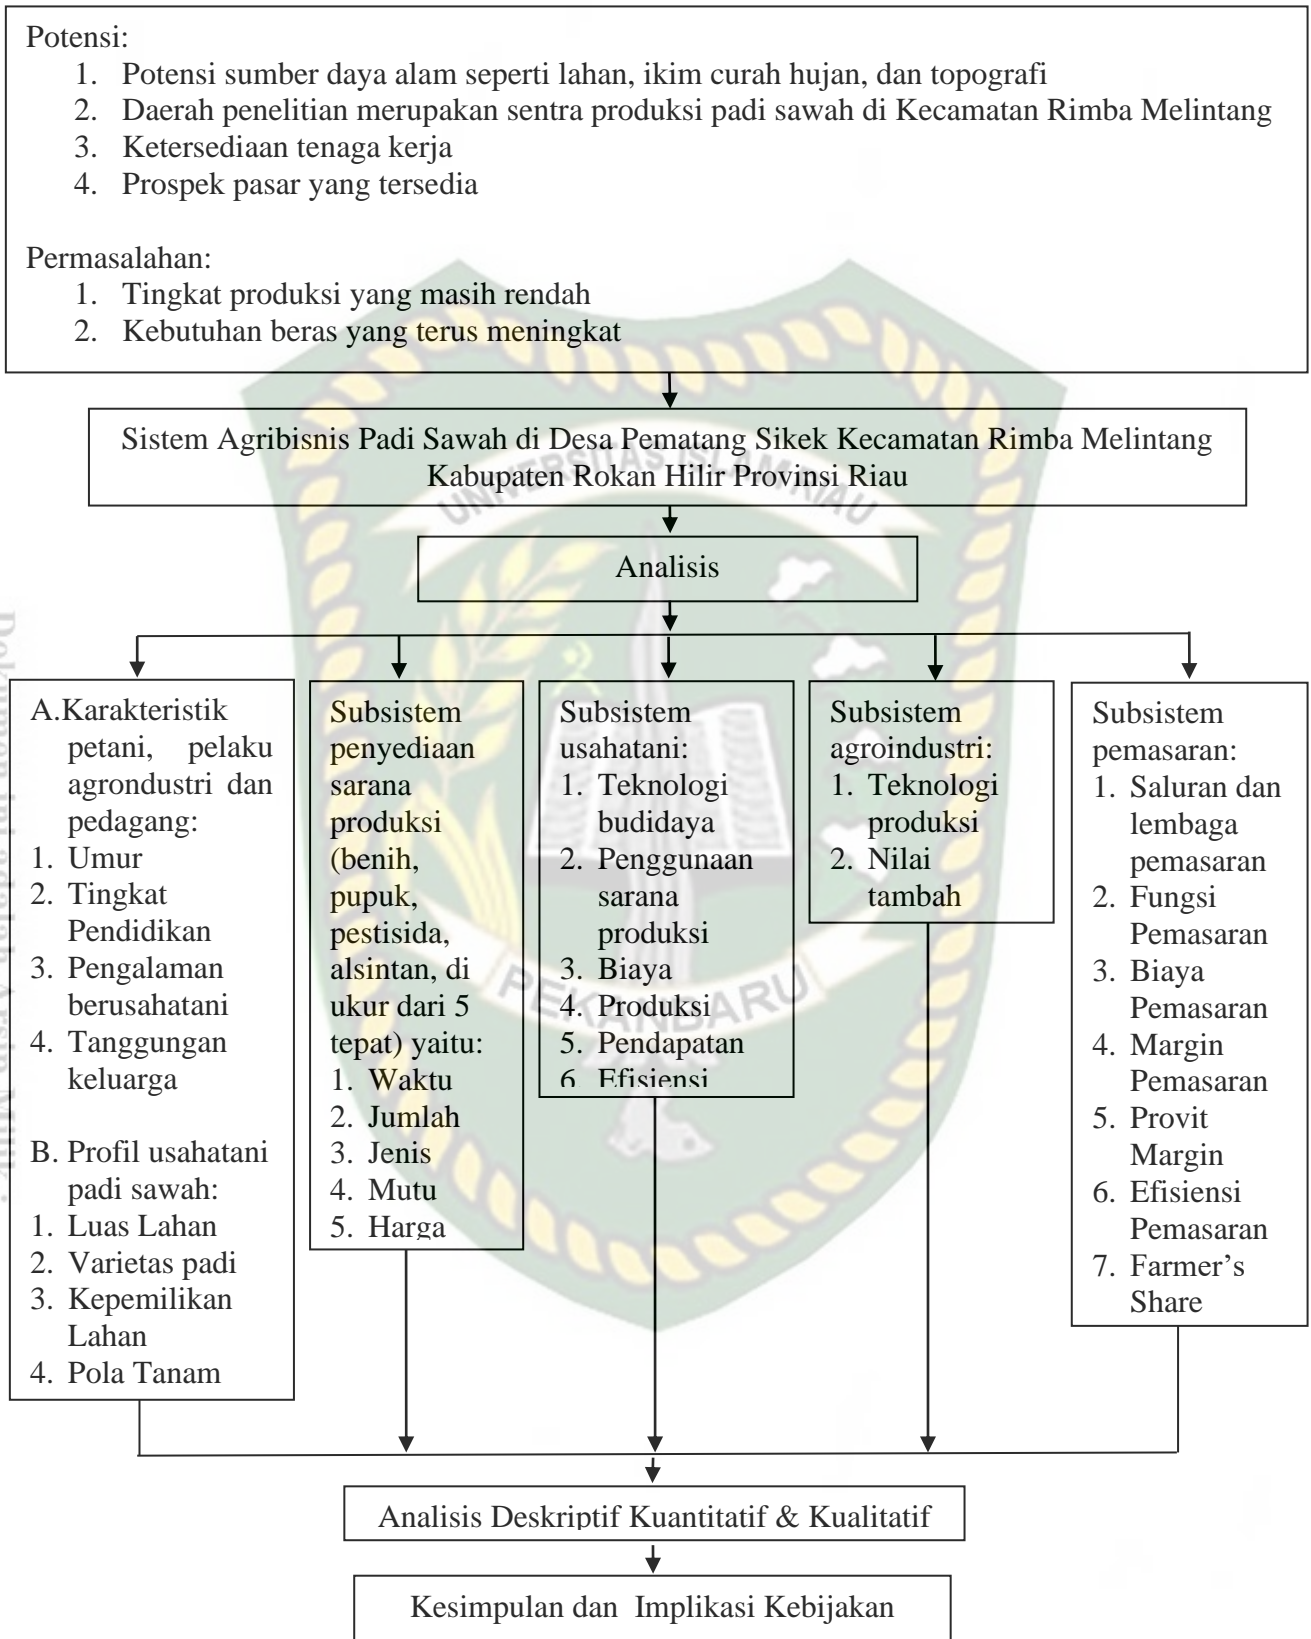 Potensi:
1. Potensi sumber daya alam seperti lahan, ikim curah hujan, dan topografi
2. Daerah penelitian merupakan sentra produksi padi sawah di Kecamatan Rimba Melintang
3. Ketersediaan tenaga kerja
4. Prospek pasar yang tersedia
Permasalahan:
1. Tingkat produksi yang masih rendah
2. Kebutuhan beras yang terus meningkat
Sistem Agribisnis Padi Sawah di Desa Pematang Sikek Kecamatan Rimba Melintang
Kabupaten Rokan Hilir Provinsi Riau
UNIVERSITAS ISLAM RIAU
Analisis
A.Karakteristik
petani, pelaku
agrondustri dan
pedagang:
1. Umur
2. Tingkat
Pendidikan
3. Pengalaman
berusahatani
4. Tanggungan
keluarga
B. Profil usahatani
padi sawah:
1. Luas Lahan
2. Varietas padi
3. Kepemilikan
Lahan
4. Pola Tanam
Subsistem
penyediaan
sarana
produksi
(benih,
pupuk,
pestisida,
alsintan, di
ukur dari 5
tepat) yaitu:
1. Waktu
2. Jumlah
3. Jenis
4. Mutu
5. Harga
Subsistem
usahatani:
1. Teknologi
budidaya
2. Penggunaan
sarana
produksi
3. Biaya
4. Produksi
5. Pendapatan
6. Efisiensi
Subsistem
agroindustri:
1. Teknologi
produksi
2. Nilai
tambah
Subsistem
pemasaran:
1. Saluran dan
lembaga
pemasaran
2. Fungsi
Pemasaran
3. Biaya
Pemasaran
4. Margin
Pemasaran
5. Provit
Margin
6. Efisiensi
Pemasaran
7. Farmer’s
Share
PEKANBARU
Analisis Deskriptif Kuantitatif & Kualitatif
Kesimpulan dan Implikasi Kebijakan
Dokumen ini adalah Arsip Milik :